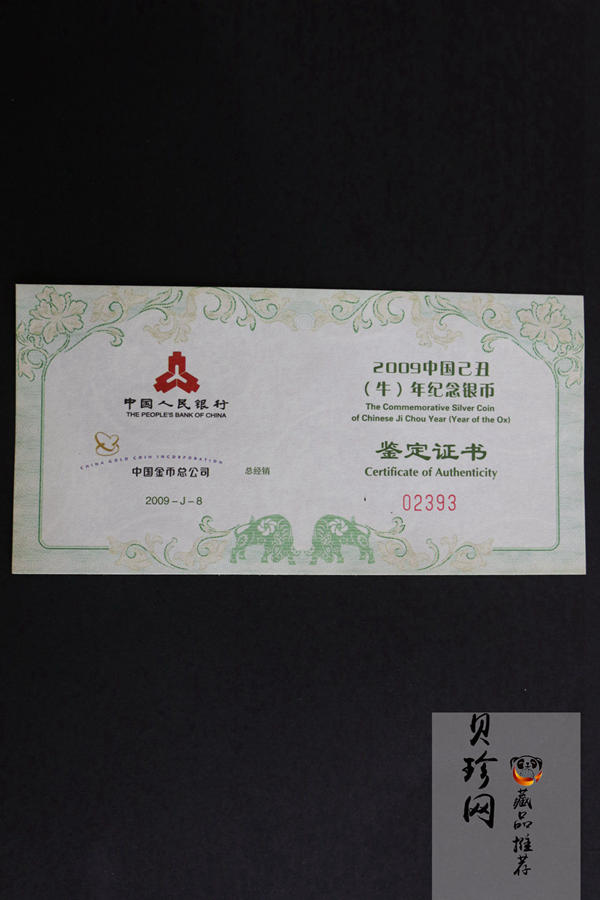 中国人民银行
THE PEOPLE'S BANK OF CHINA
CHINA GOLD COIN INCORPORATION
中国金币总公司 总经销
2009-J-8
2009中国己丑
（牛）年纪念银币
The Commemorative Silver Coin
of Chinese Ji Chou Year (Year of the Ox)
鉴定证书
Certificate of Authenticity
02393
贝珍网
藏品推荐